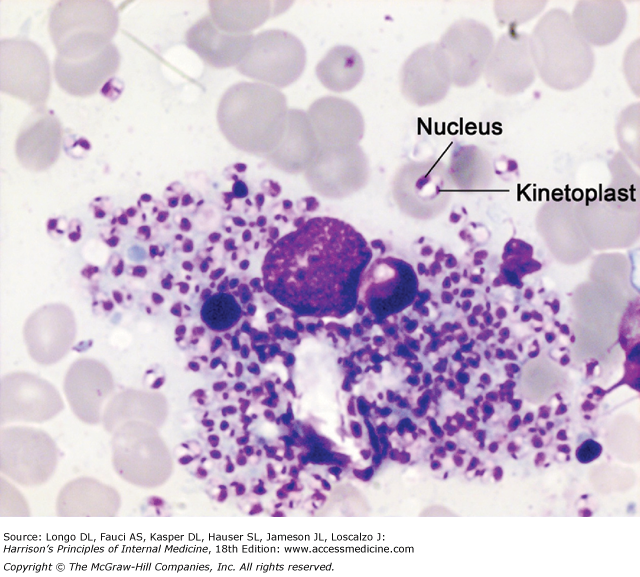 Nucleus
Kinetoplast
Source: Longo DL, Fauci AS, Kasper DL, Hauser SL, Jameson JL, Loscalzo J:
Harrison's Principles of Internal Medicine, 18th Edition: www.accessmedicine.com
Copyright © The McGraw-Hill Companies, Inc. All rights reserved.